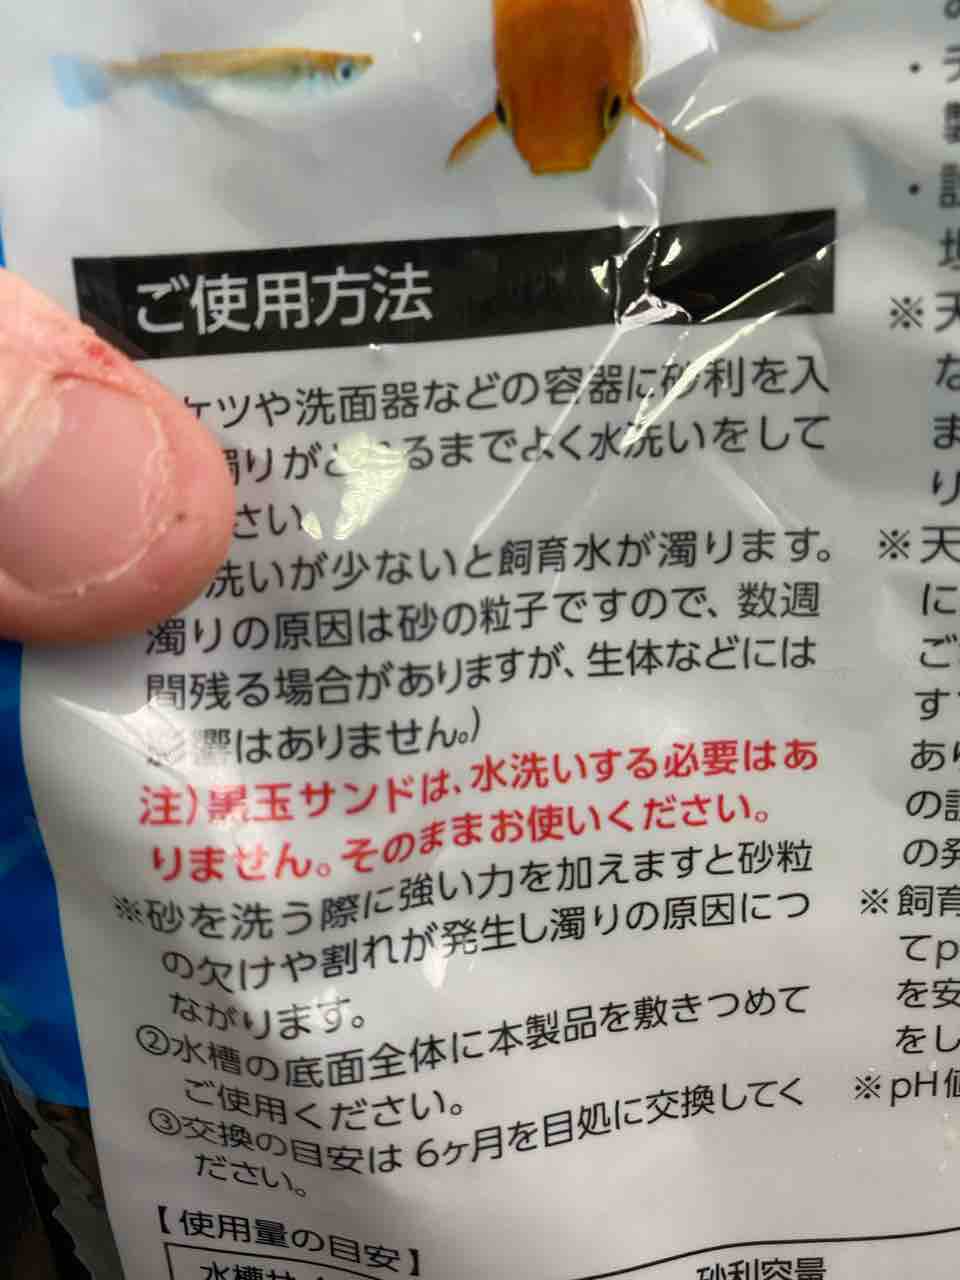 ご使用方法
ケツや洗面器などの容器に砂利を入
濁りがとれるまでよく水洗いをして
さい。
洗いが少ないと飼育水が濁ります。
濁りの原因は砂の粒子ですので、数週
間残る場合がありますが、生体などには
影響はありません。)
注)黒玉サンドは、水洗いする必要はあ
りません。そのままお使いください。
※砂を洗う際に強い力を加えますと砂粒
の欠けや割れが発生し濁りの原因につ
ながります。
②水槽の底面全体に本製品を敷きつめて
ご使用ください。
③交換の目安は 6ヶ月を目処に交換してく
ださい。
【使用量の目安】
砂利容量
の
・
製
・
※天
な
ま
り
※天
に
ご
す
あり
の
の発
※飼育
てp
を安
をし
※pH値